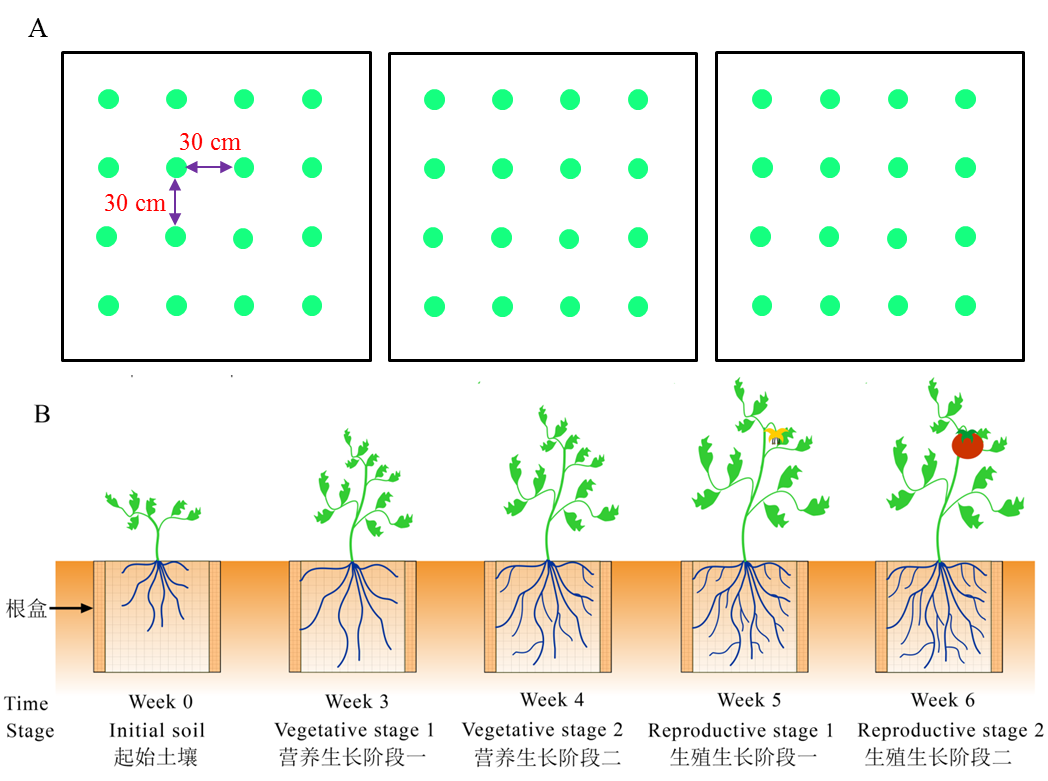 A
30 cm
30 cm
B
根盒
Time
Week 0
Week 3
Week 4
Week 5
Week 6
Stage
Initial soil
Vegetative stage 1
Vegetative stage 2
Reproductive stage 1
Reproductive stage 2
起始土壤
营养生长阶段一
营养生长阶段二
生殖生长阶段一
生殖生长阶段二